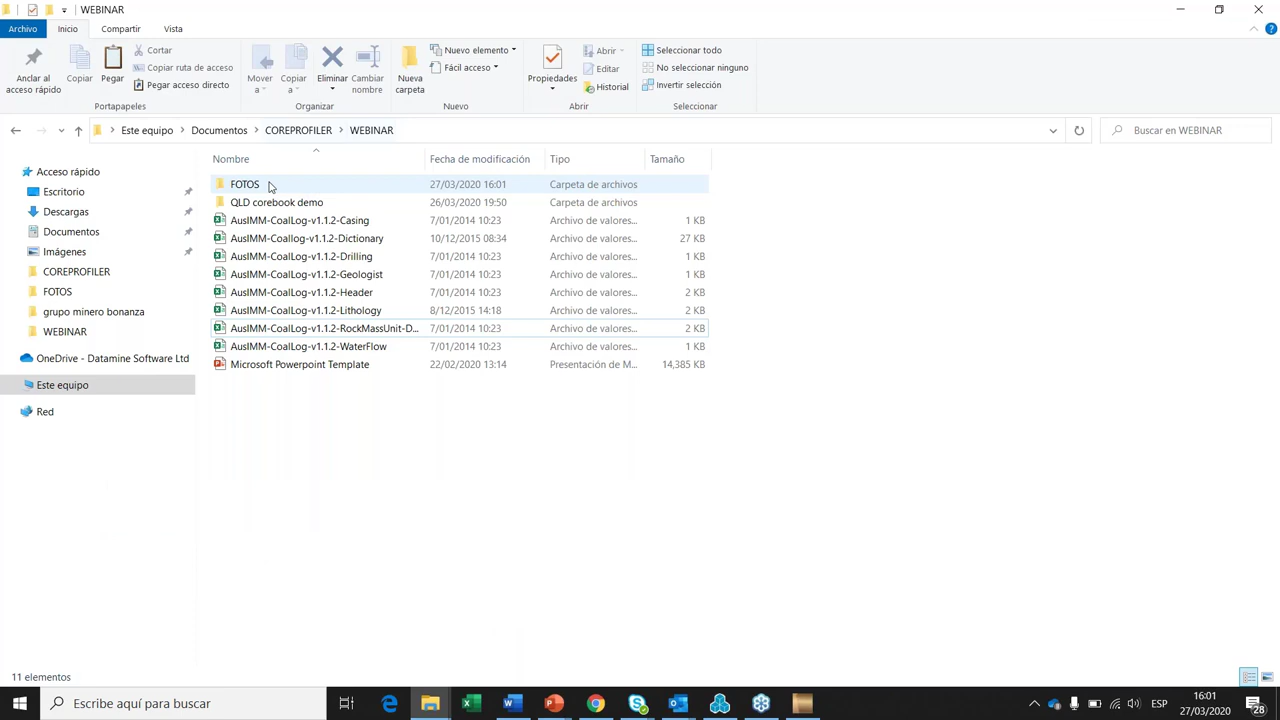 WEBINAR
Archivo Inicio Compartir Vista
Anclar al acceso rápido
Copiar
Pegar
Cortar
Copiar ruta de acceso
Pegar acceso directo
Portapapeles
Mover a
Copiar a
Eliminar
Cambiar nombre
Organizar
Nueva carpeta
Nuevo elemento
Fácil acceso
Nuevo
Propiedades
Abrir
Editar
Historial
Abrir
Seleccionar todo
No seleccionar ninguno
Invertir selección
Seleccionar
Este equipo > Documentos > COREPROFILER > WEBINAR
Buscar en WEBINAR
Acceso rápido
Escritorio
Descargas
Documentos
Imágenes
COREPROFILER
FOTOS
grupo minero bonanza
WEBINAR
OneDrive - Datamine Software Ltd
Este equipo
Red
Nombre Fecha de modificación Tipo Tamaño
FOTOS 27/03/2020 16:01 Carpeta de archivos
QLD corebook demo 26/03/2020 19:50 Carpeta de archivos
AusIMM-CoalLog-v1.1.2-Casing 7/01/2014 10:23 Archivo de valores... 1 KB
AusIMM-Coallog-v1.1.2-Dictionary 10/12/2015 08:34 Archivo de valores... 27 KB
AusIMM-CoalLog-v1.1.2-Drilling 7/01/2014 10:23 Archivo de valores... 1 KB
AusIMM-CoalLog-v1.1.2-Geologist 7/01/2014 10:23 Archivo de valores... 1 KB
AusIMM-CoalLog-v1.1.2-Header 7/01/2014 10:23 Archivo de valores... 2 KB
AusIMM-CoalLog-v1.1.2-Lithology 8/12/2015 14:18 Archivo de valores... 2 KB
AusIMM-CoalLog-v1.1.2-RockMassUnit-D... 7/01/2014 10:23 Archivo de valores... 2 KB
AusIMM-CoalLog-v1.1.2-WaterFlow 7/01/2014 10:23 Archivo de valores... 1 KB
Microsoft Powerpoint Template 22/02/2020 13:14 Presentación de M... 14,385 KB
11 elementos
Escribe aquí para buscar
ESP
16:01
27/03/2020
28